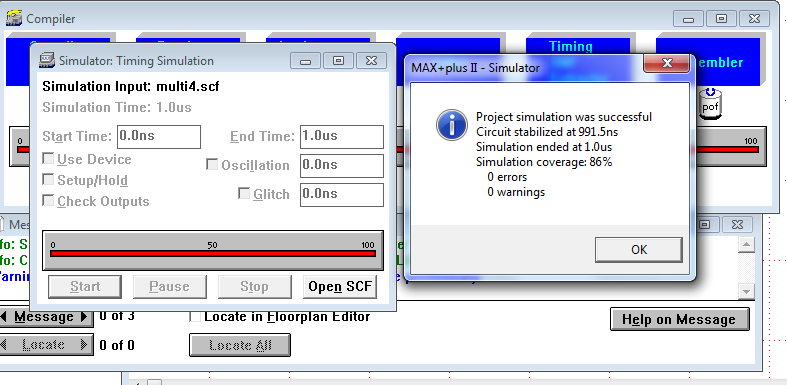 Compiler
Timing
embler
Simulator: Timing Simulation
Simulation Input: multi4.scf
Simulation Time: 1.0us
Start Time: 0.0ns
End Time: 1.0us
Use Device
Oscillation 0.0ns
Setup/Hold
Glitch 0.0ns
Check Outputs
0 50 100
Start Pause Stop Open SCF
MAX+plus II - Simulator
Project simulation was successful
Circuit stabilized at 991.5ns
Simulation ended at 1.0us
Simulation coverage: 86%
0 errors
0 warnings
OK
pof
0
100
Mes
fo: S
fo: C
Message 0 of 3
Locate in Floorplan Editor
Help on Message
Locate 0 of 0
Locate All